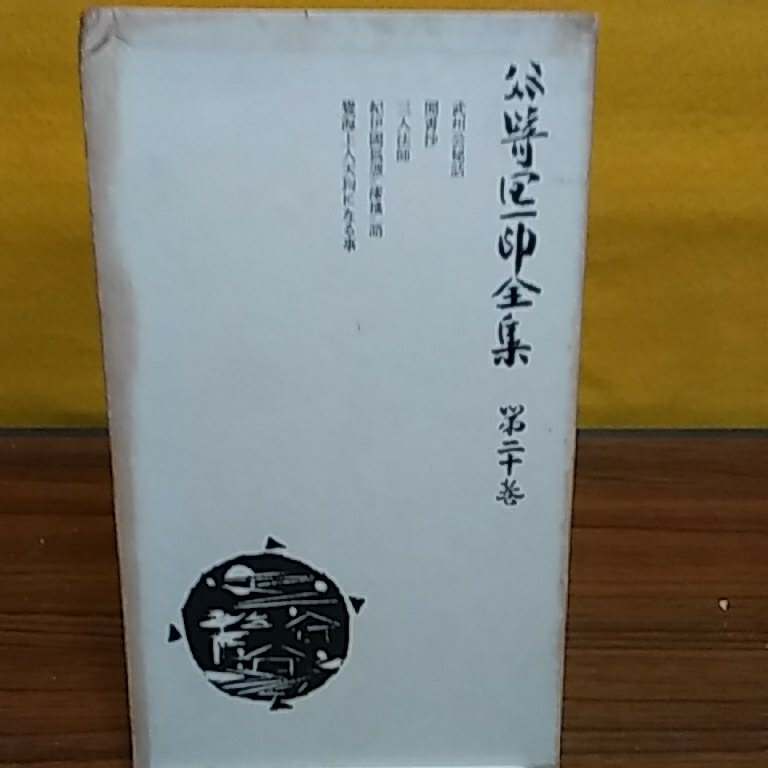 谷崎潤一郎全集 第二十巻
武州公秘話
聞書抄
三人法師
紀伊國狐憑漆掻語
覺海上人天狗になる事